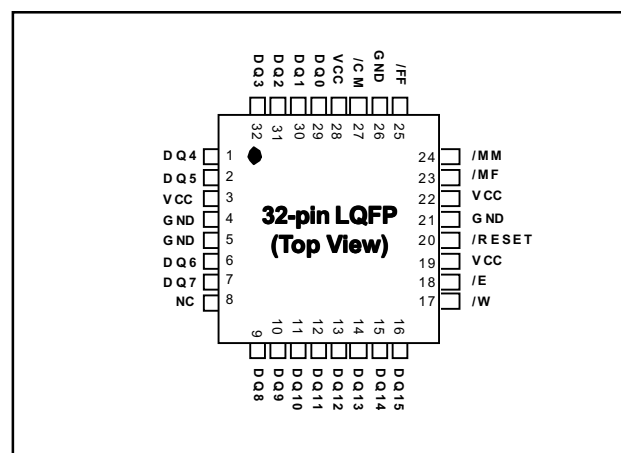 DQ3 DQ2 DQ1 DQ0 VCC /CM GND /FF
32 31 30 29 28 27 26 25
DQ4 1
DQ5 2
VCC 3
GND 4
GND 5
DQ6 6
DQ7 7
NC 8
32-pin LQFP
(Top View)
24 /MM
23 /MF
22 VCC
21 GND
20 /RESET
19 VCC
18 /E
17 /W
9 10 11 12 13 14 15 16
DQ8 DQ9 DQ10 DQ11 DQ12 DQ13 DQ14 DQ15